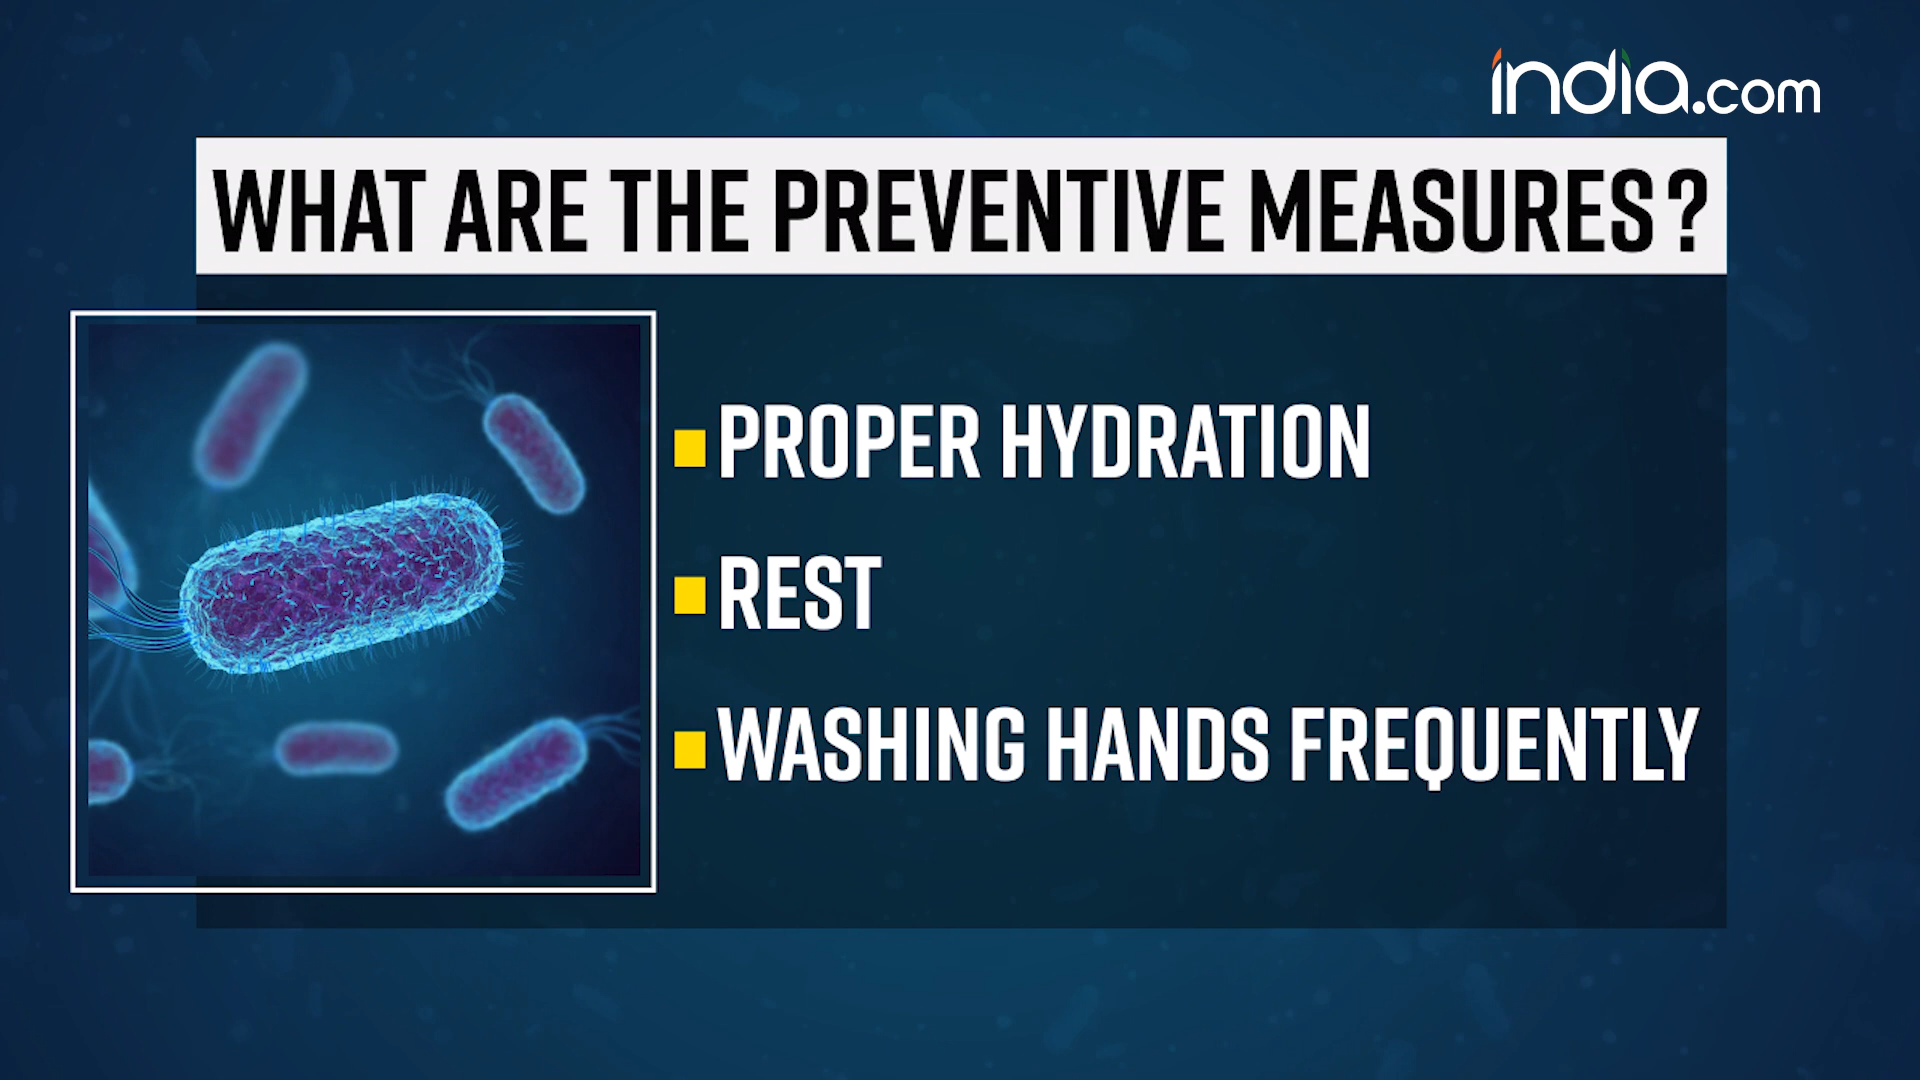 india.com
WHAT ARE THE PREVENTIVE MEASURES?
PROPER HYDRATION
REST
WASHING HANDS FREQUENTLY